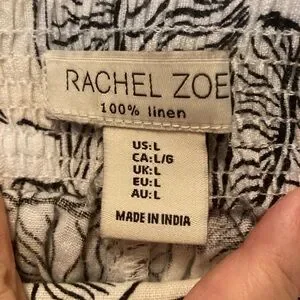 RACHEL ZOE
100% linen
US:L
CA:L/G
UK:L
EU:L
AU:L
MADE IN INDIA